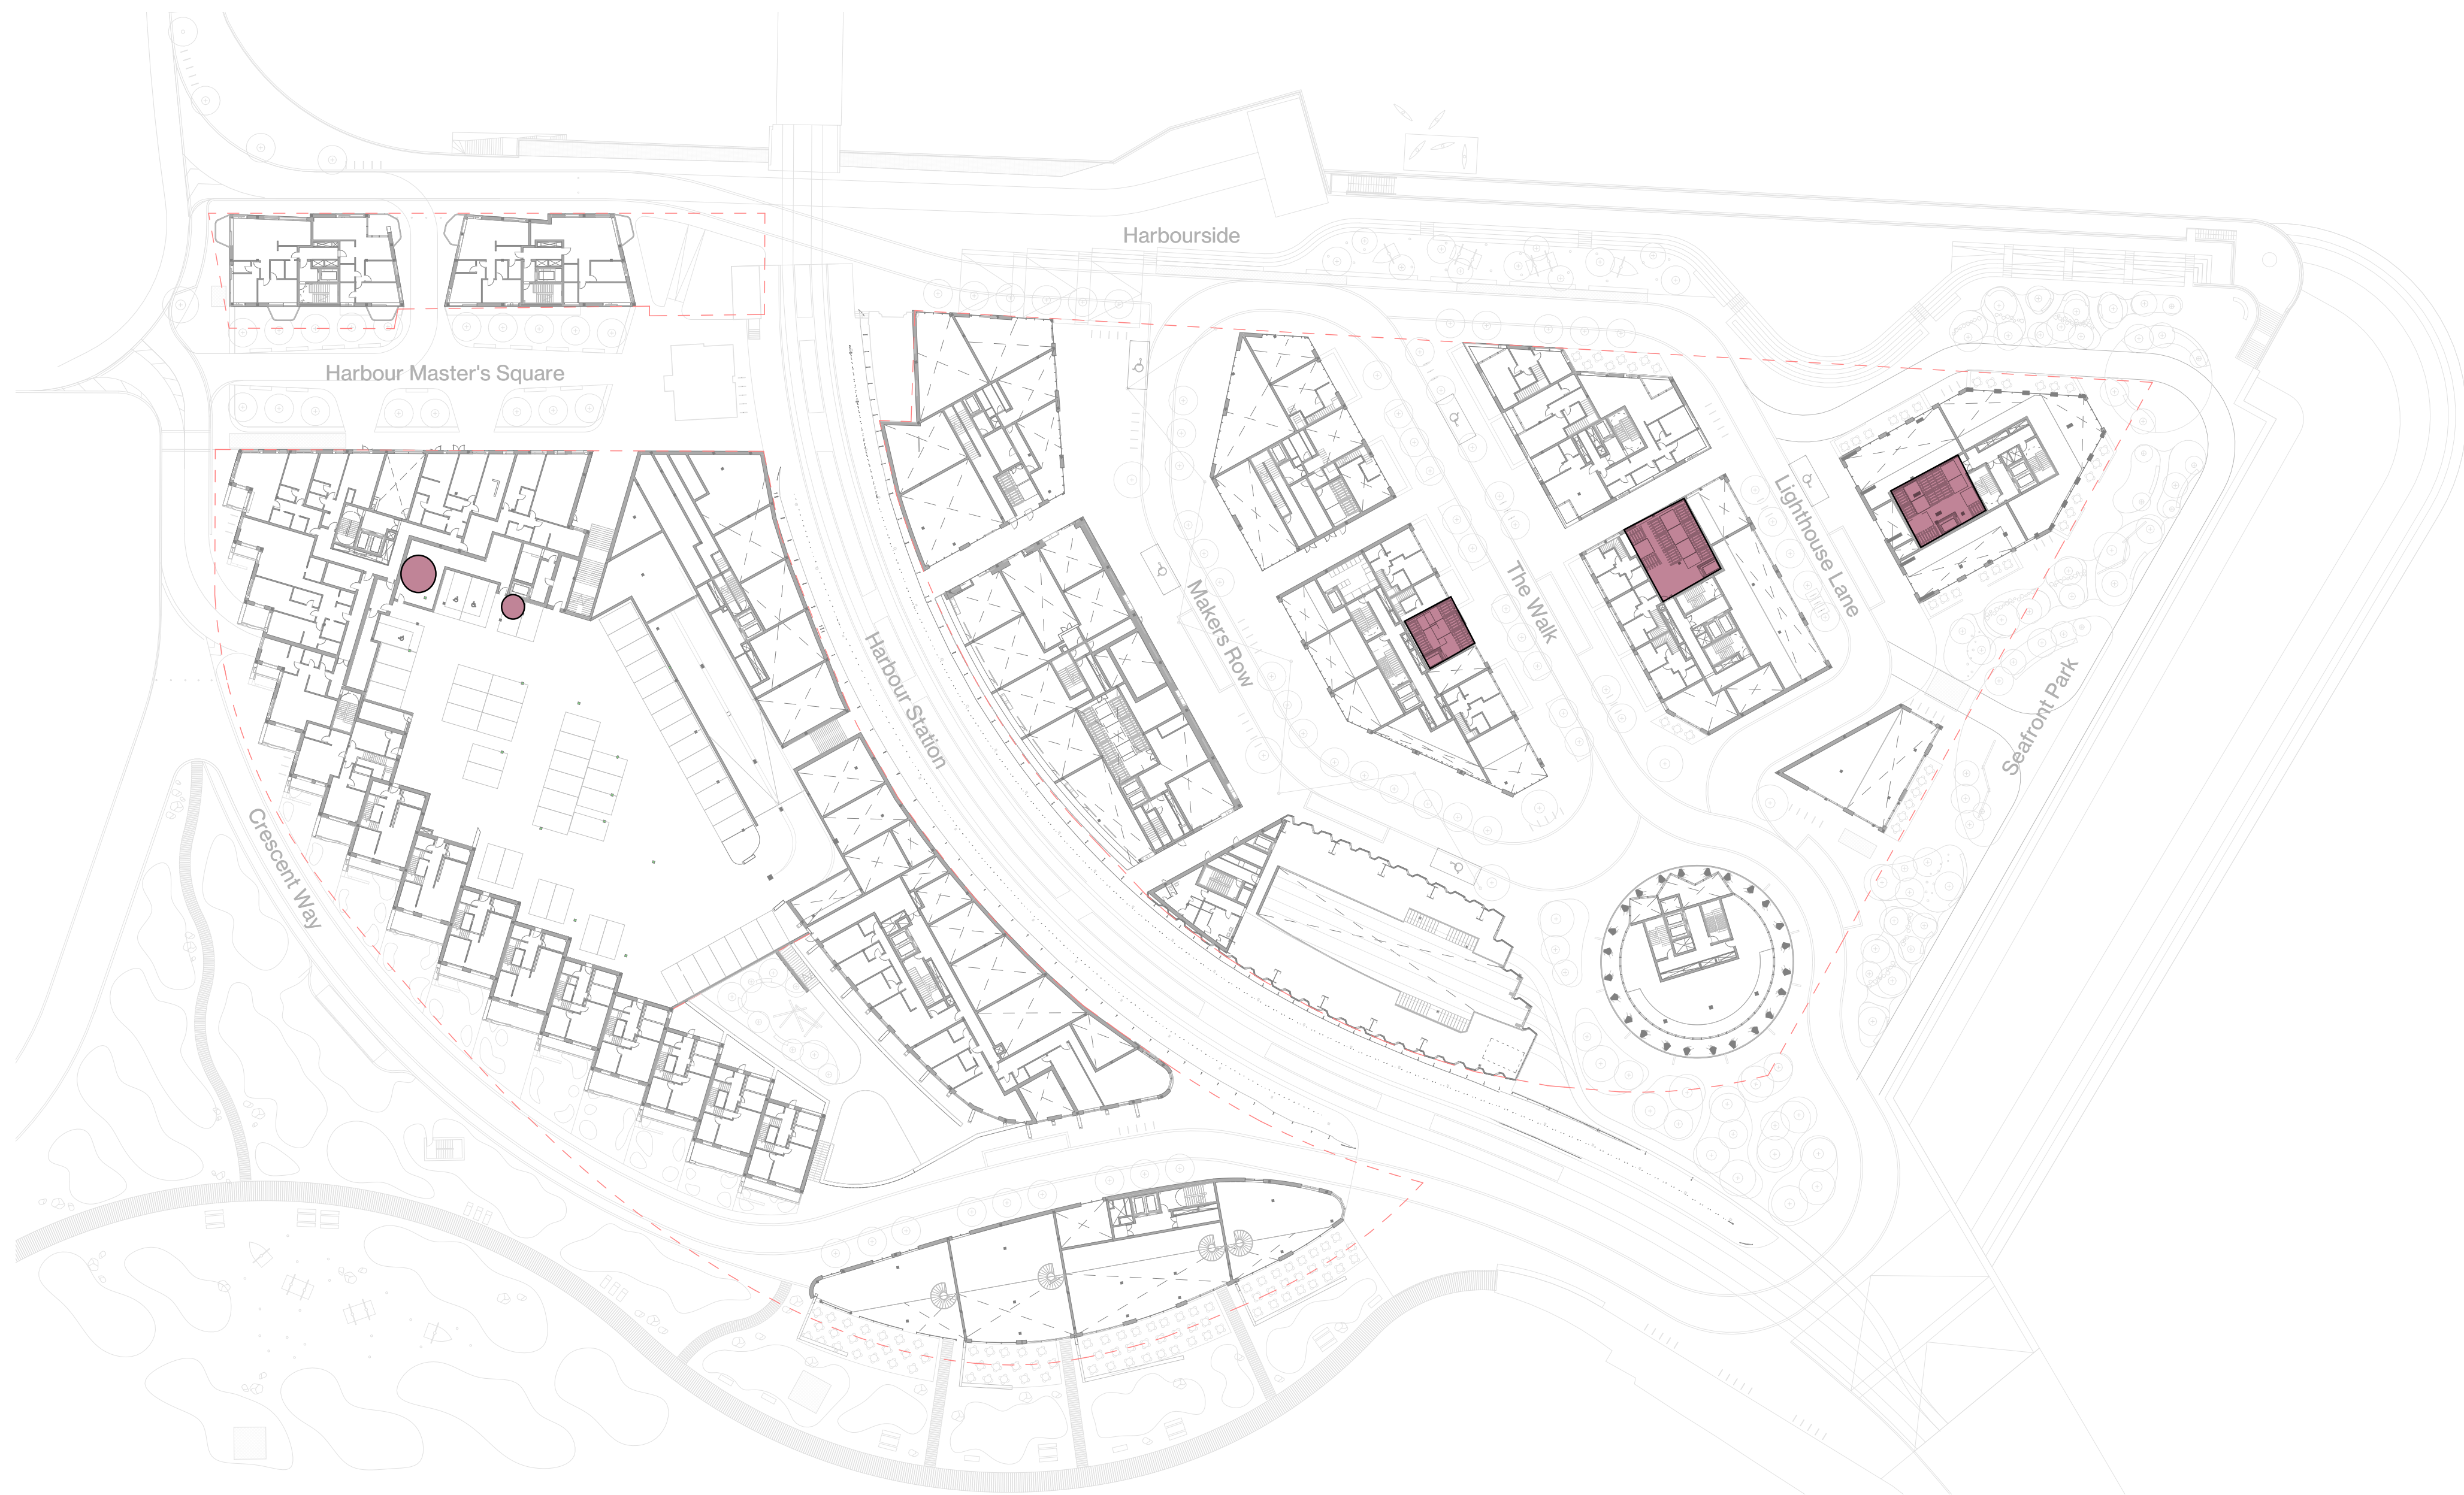 Harbourside
Harbour Master's Square
Lighthouse Lane
The Walk
Makers Row
Harbour Station
Seafront Park
Crescent Way